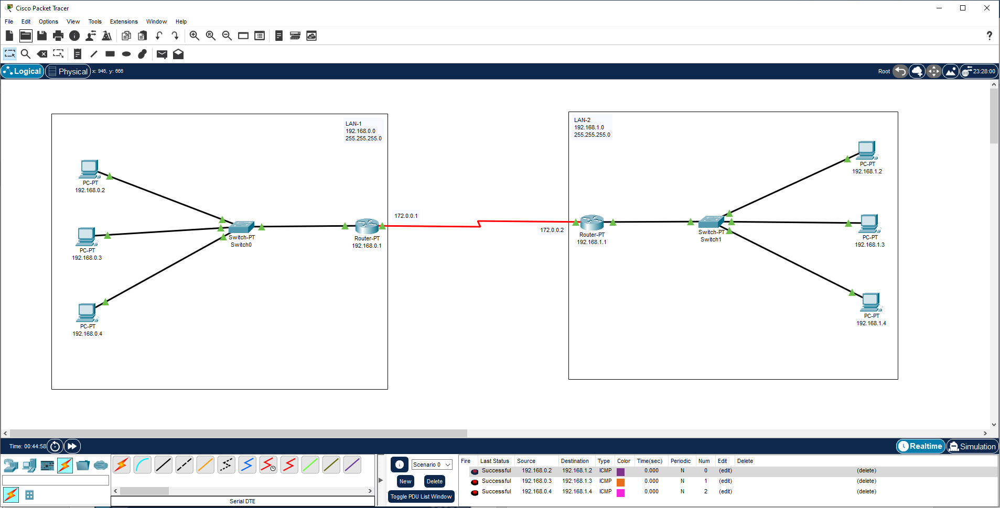 Cisco Packet Tracer
File Edit Options View Tools Extensions Window Help
Logical Physical x: 946, y: 666 Root 23:28:00
LAN-1
192.168.0.0
255.255.255.0
LAN-2
192.168.1.0
255.255.255.0
PC-PT
192.168.0.2
PC-PT
192.168.0.3
PC-PT
192.168.0.4
Switch-PT
Switch0
Router-PT
192.168.0.1
172.0.0.1
172.0.0.2
Router-PT
192.168.1.1
Switch-PT
Switch1
PC-PT
192.168.1.2
PC-PT
192.168.1.3
PC-PT
192.168.1.4
Time: 00:44:58 Realtime Simulation
Scenario 0
New Delete
Toggle PDU List Window
Serial DTE
Fire Last Status Source Destination Type Color Time(sec) Periodic Num Edit Delete
Successful 192.168.0.2 192.168.1.2 ICMP 0.000 N 0 (edit) (delete)
Successful 192.168.0.3 192.168.1.3 ICMP 0.000 N 1 (edit) (delete)
Successful 192.168.0.4 192.168.1.4 ICMP 0.000 N 2 (edit) (delete)